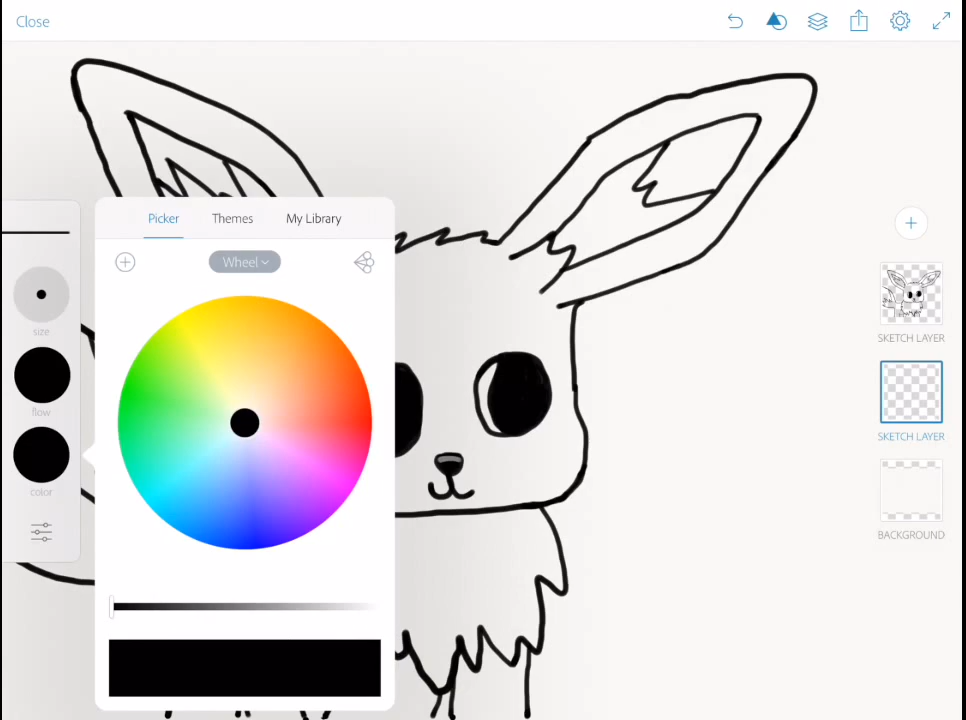 Close
Picker Themes My Library
Wheel
size
flow
color
SKETCH LAYER
SKETCH LAYER
BACKGROUND